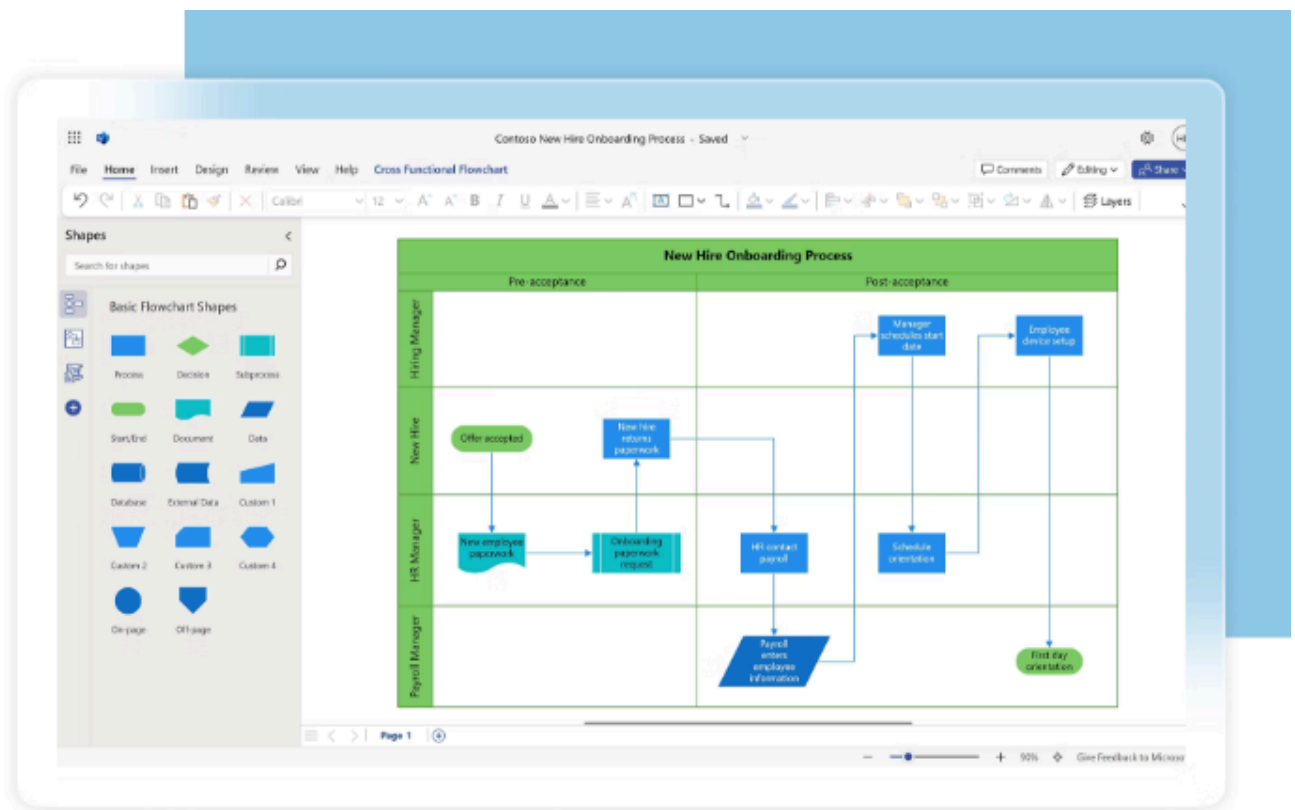 Contoso New Hire Onboarding Process - Saved
File Home Insert Design Review View Help Cross Functional Flowchart
Comments Editing Share
Calibri 12 A A B I U A A A Layers
Shapes
Search for shapes
Basic Flowchart Shapes
Process Decision Subprocess
Start/End Document Data
Database External Data Custom 1
Custom 2 Custom 3 Custom 4
On-page Off-page
New Hire Onboarding Process
Pre-acceptance Post-acceptance
Hiring Manager
Manager
schedules start
date
Employee
device setup
New Hire
Offer accepted
New hire
returns
paperwork
HR Manager
New employee
paperwork
Onboarding
paperwork
request
HR contact
payroll
Schedule
orientation
Payroll Manager
Payroll
enters
employee
information
First day
orientation
Page 1
90% Give Feedback to Microso